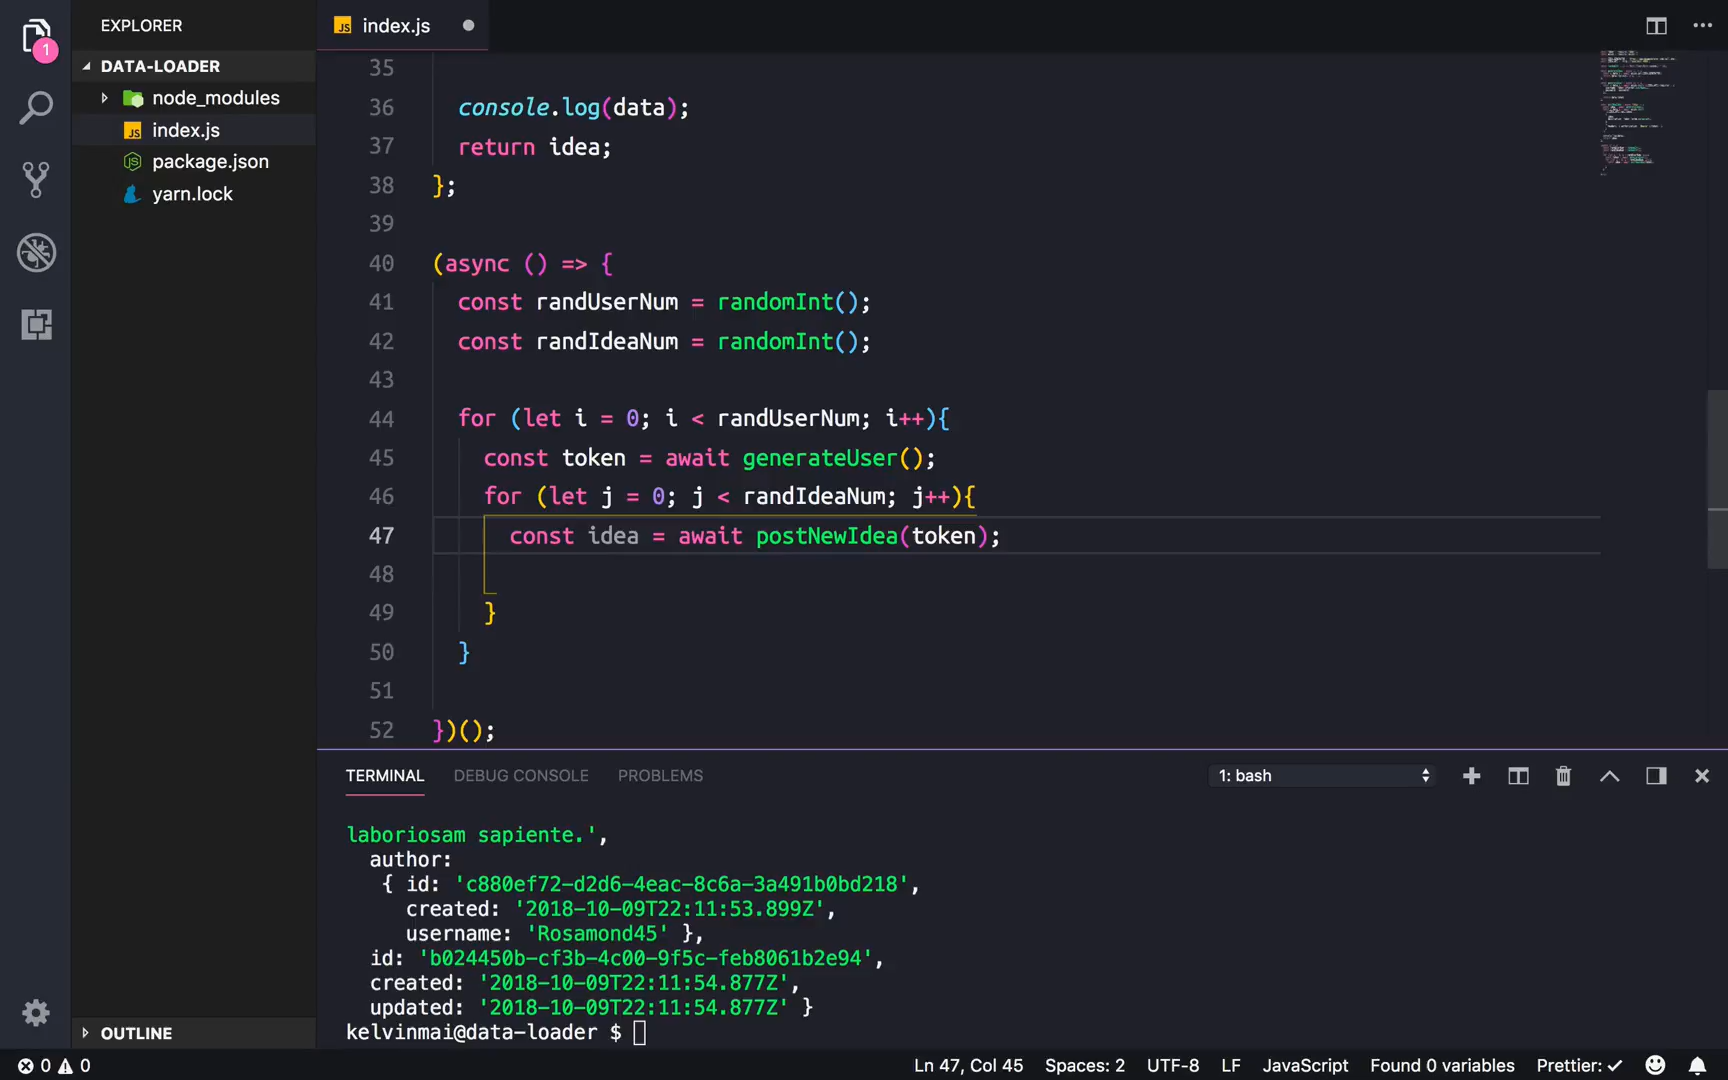 EXPLORER
index.js
1
DATA-LOADER
node_modules
index.js
package.json
yarn.lock
35
36 console.log(data);
37 return idea;
38 };
39
40 (async () => {
41 const randUserNum = randomInt();
42 const randIdeaNum = randomInt();
43
44 for (let i = 0; i < randUserNum; i++){
45 const token = await generateUser();
46 for (let j = 0; j < randIdeaNum; j++){
47 const idea = await postNewIdea(token);
48
49 }
50 }
51
52 })();
TERMINAL DEBUG CONSOLE PROBLEMS 1: bash
laboriosam sapiente.',
author:
{ id: 'c880ef72-d2d6-4eac-8c6a-3a491b0bd218',
created: '2018-10-09T22:11:53.899Z',
username: 'Rosamond45' },
id: 'b024450b-cf3b-4c00-9f5c-feb8061b2e94',
created: '2018-10-09T22:11:54.877Z',
updated: '2018-10-09T22:11:54.877Z' }
kelvinmai@data-loader $
OUTLINE
0 0 Ln 47, Col 45 Spaces: 2 UTF-8 LF JavaScript Found 0 variables Prettier: ✓